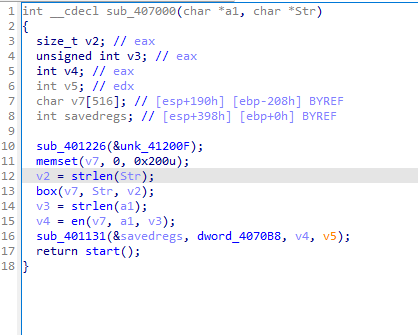 1 int __cdecl sub_407000(char *a1, char *Str)
2 {
3   size_t v2; // eax
4   unsigned int v3; // eax
5   int v4; // eax
6   int v5; // edx
7   char v7[516]; // [esp+190h] [ebp-208h] BYREF
8   int savedregs; // [esp+398h] [ebp+0h] BYREF
9
10   sub_401226(&unk_41200F);
11   memset(v7, 0, 0x200u);
12   v2 = strlen(Str);
13   box(v7, Str, v2);
14   v3 = strlen(a1);
15   v4 = en(v7, a1, v3);
16   sub_401131(&savedregs, dword_4070B8, v4, v5);
17   return start();
18 }